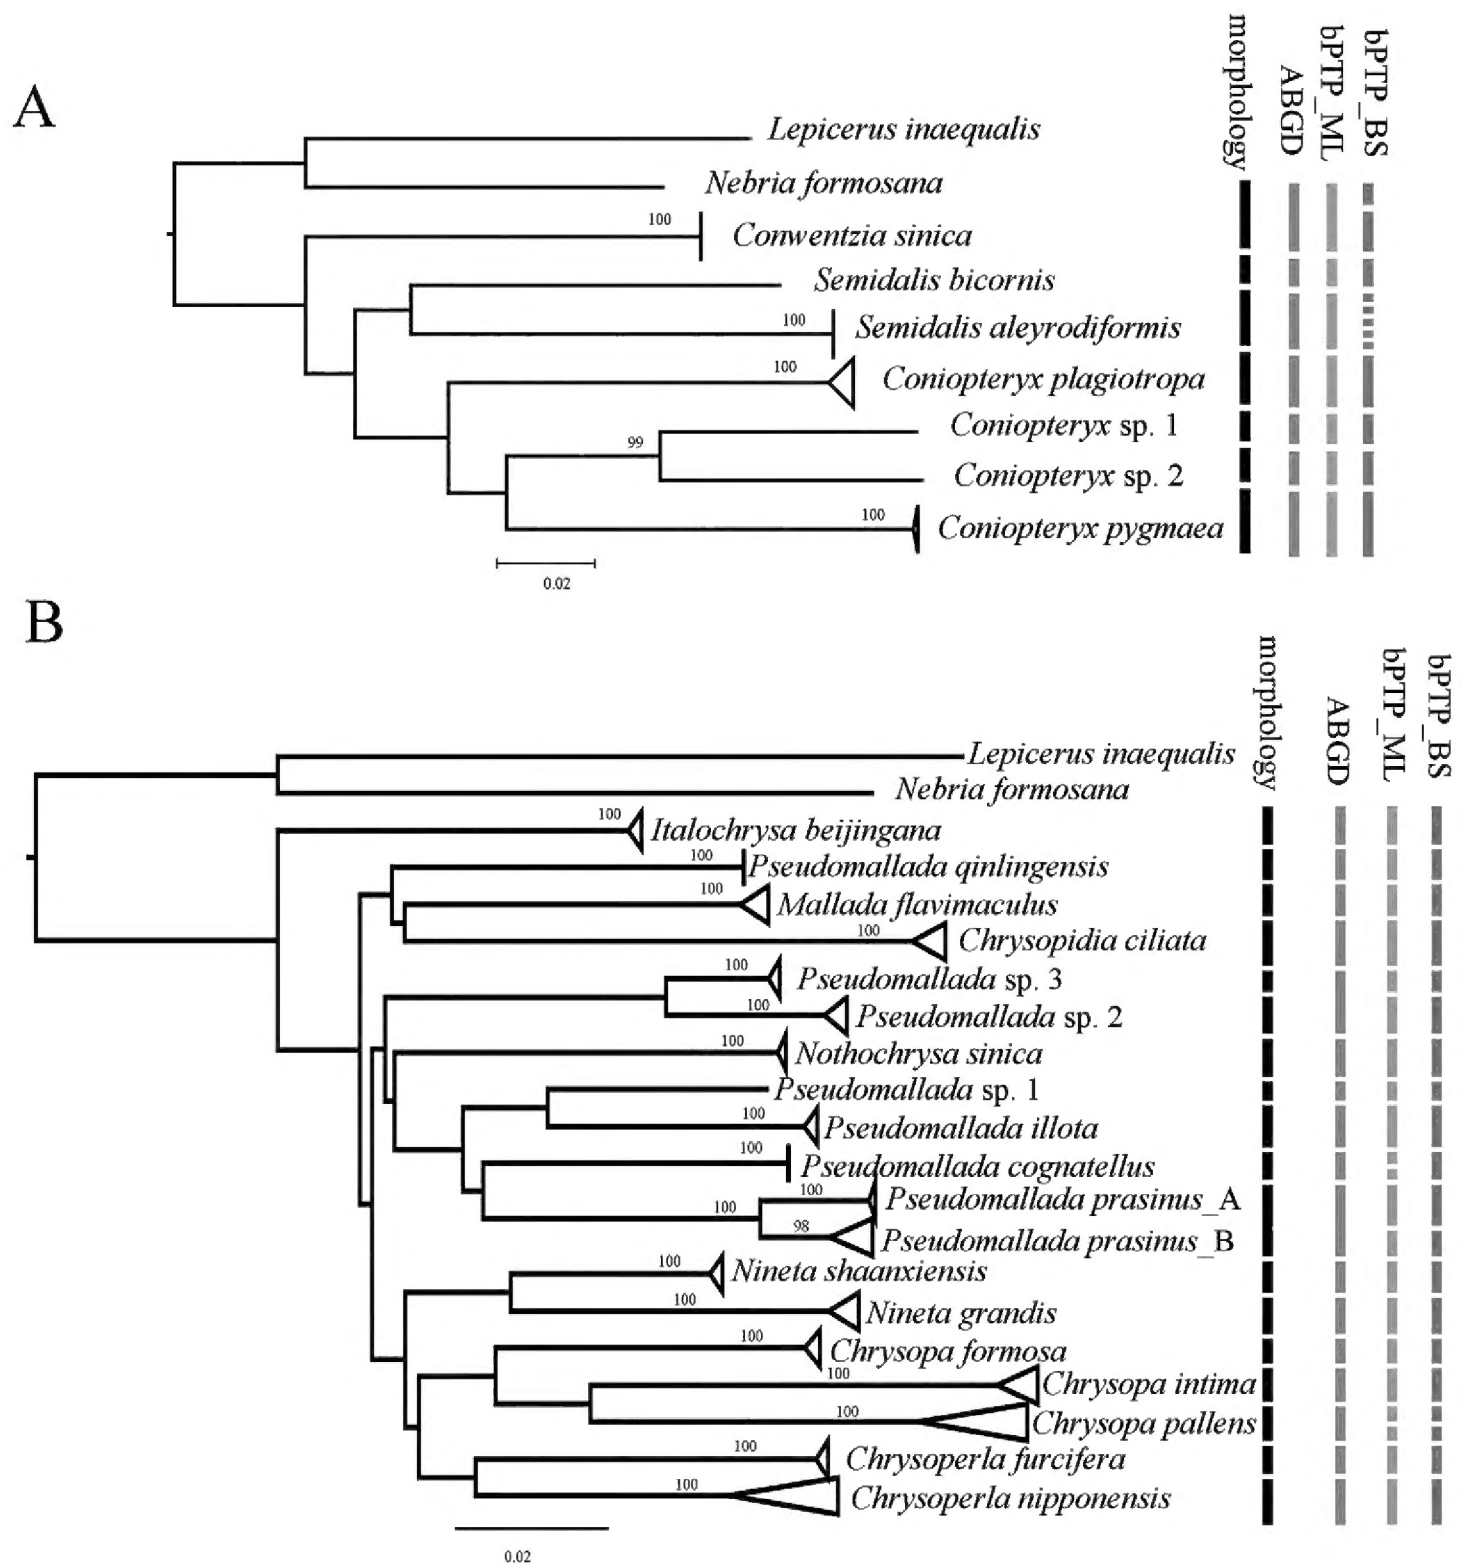 A
morphology
ABGD
bPTP_ML
bPTP_BS
Lepicerus inaequalis
Nebria formosana
100
Conwentzia sinica
Semidalis bicornis
100
Semidalis aleyrodiformis
100
Coniopteryx plagiotropa
Coniopteryx sp. 1
99
Coniopteryx sp. 2
100
Coniopteryx pygmaea
0.02
B
morphology
ABGD
bPTP_ML
bPTP_BS
Lepicerus inaequalis
Nebria formosana
100
Italochrysa beijingana
100
Pseudomallada qinlingensis
100
Mallada flavimaculus
100
Chrysopidia ciliata
100
Pseudomallada sp. 3
100
Pseudomallada sp. 2
100
Nothochrysa sinica
Pseudomallada sp. 1
100
Pseudomallada illota
100
Pseudomallada cognatellus
100
Pseudomallada prasinus_A
100
98
Pseudomallada prasinus_B
100
Nineta shaanxiensis
100
Nineta grandis
100
Chrysopa formosa
100
Chrysopa intima
100
Chrysopa pallens
100
Chrysoperla furcifera
100
Chrysoperla nipponensis
0.02